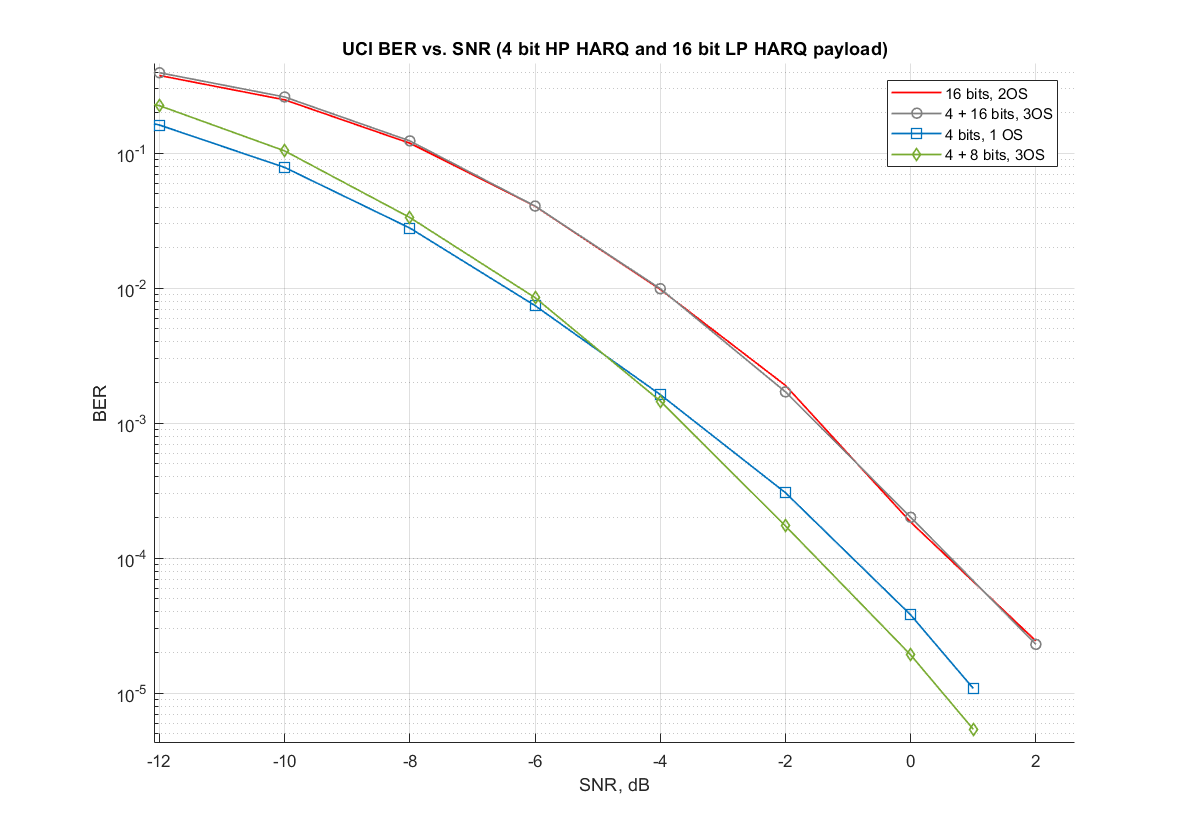 UCI BER vs. SNR (4 bit HP HARQ and 16 bit LP HARQ payload)
16 bits, 2OS
4 + 16 bits, 3OS
4 bits, 1 OS
4 + 8 bits, 3OS
10^-1
10^-2
10^-3
10^-4
10^-5
BER
-12 -10 -8 -6 -4 -2 0 2
SNR, dB